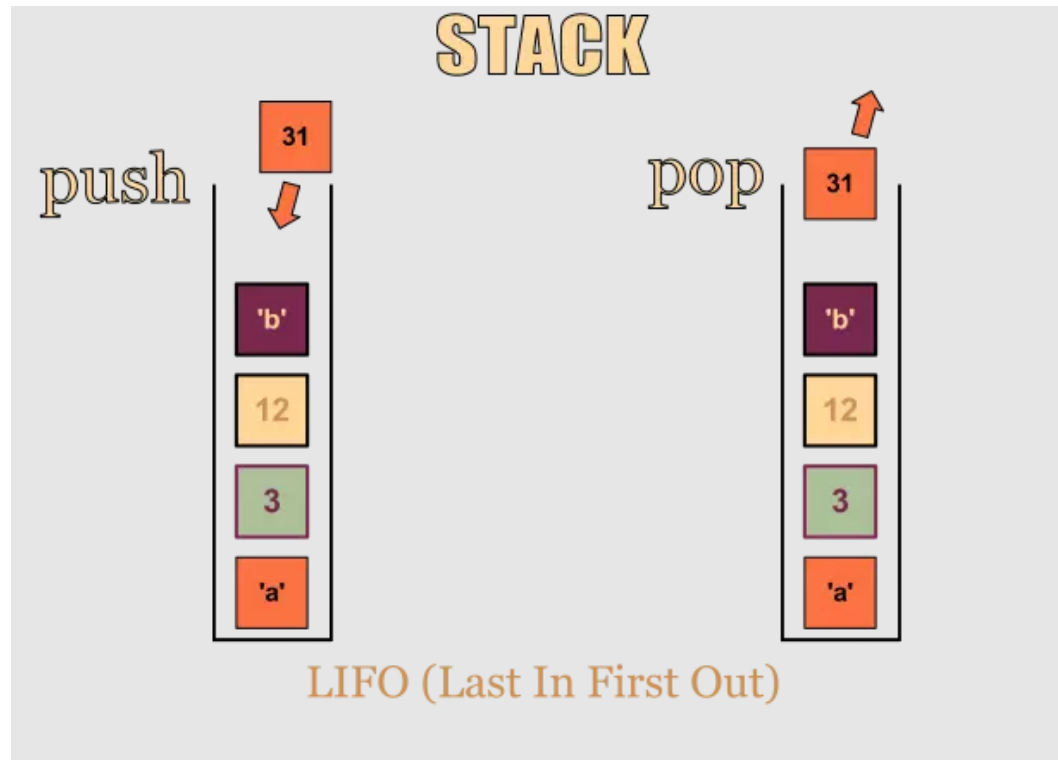 STACK
push
31
'b'
12
3
'a'
pop
31
'b'
12
3
'a'
LIFO (Last In First Out)